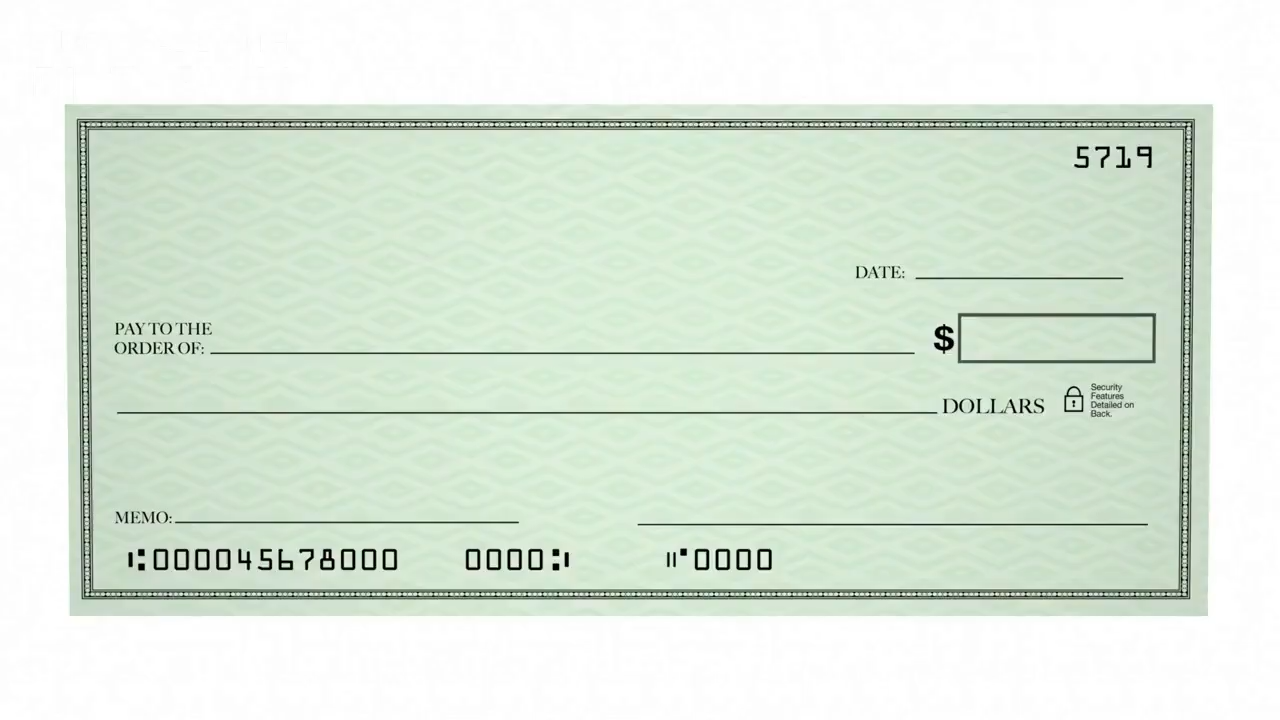 5719
DATE:
PAY TO THE
ORDER OF:
$
DOLLARS
Security
Features
Detailed on
Back.
MEMO:
⑆000045678000 0000⑆ ⑈0000